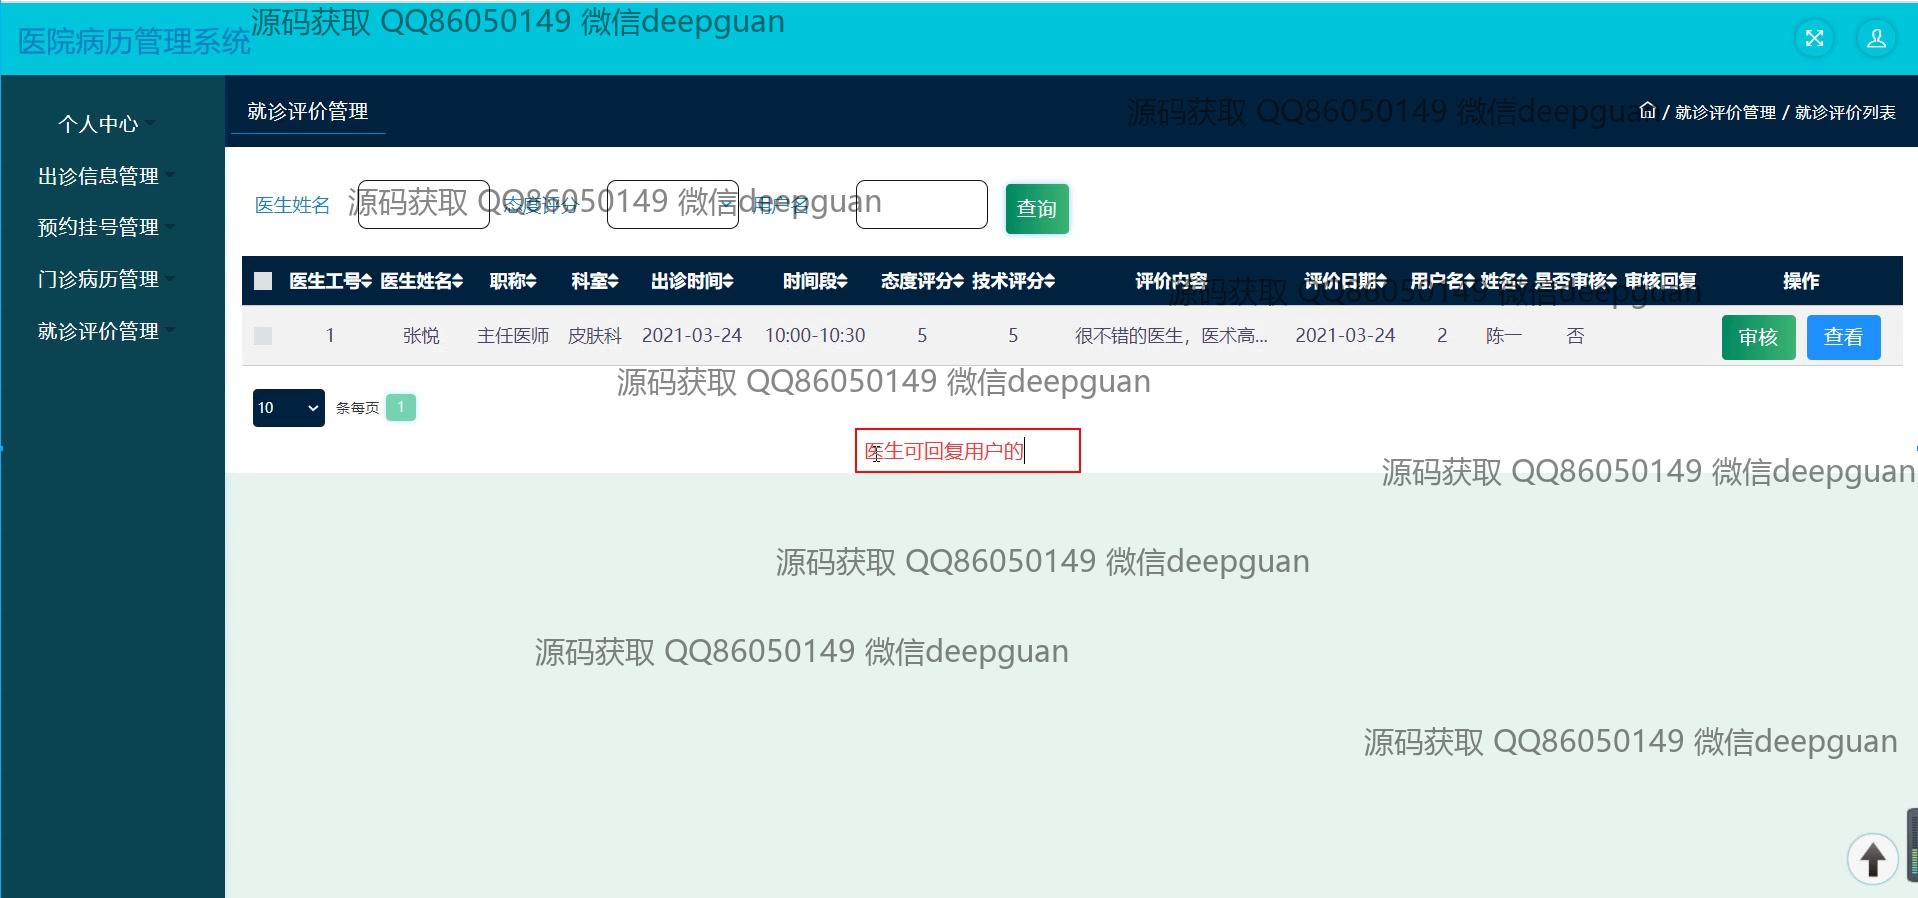 医院病历管理系统
源码获取 QQ86050149 微信deepguan
个人中心
出诊信息管理
预约挂号管理
门诊病历管理
就诊评价管理
就诊评价管理
源码获取 QQ86050149 微信deepguan
/ 就诊评价管理 / 就诊评价列表
医生姓名 态度评分 用户名 查询
源码获取 QQ86050149 微信deepguan
医生工号 医生姓名 职称 科室 出诊时间 时间段 态度评分 技术评分 评价内容 评价日期 用户名 姓名 是否审核 审核回复 操作
源码获取 QQ86050149 微信deepguan
1 张悦 主任医师 皮肤科 2021-03-24 10:00-10:30 5 5 很不错的医生，医术高... 2021-03-24 2 陈一 否 审核 查看
源码获取 QQ86050149 微信deepguan
10 条每页 1
医生可回复用户的
源码获取 QQ86050149 微信deepguan
源码获取 QQ86050149 微信deepguan
源码获取 QQ86050149 微信deepguan
源码获取 QQ86050149 微信deepguan